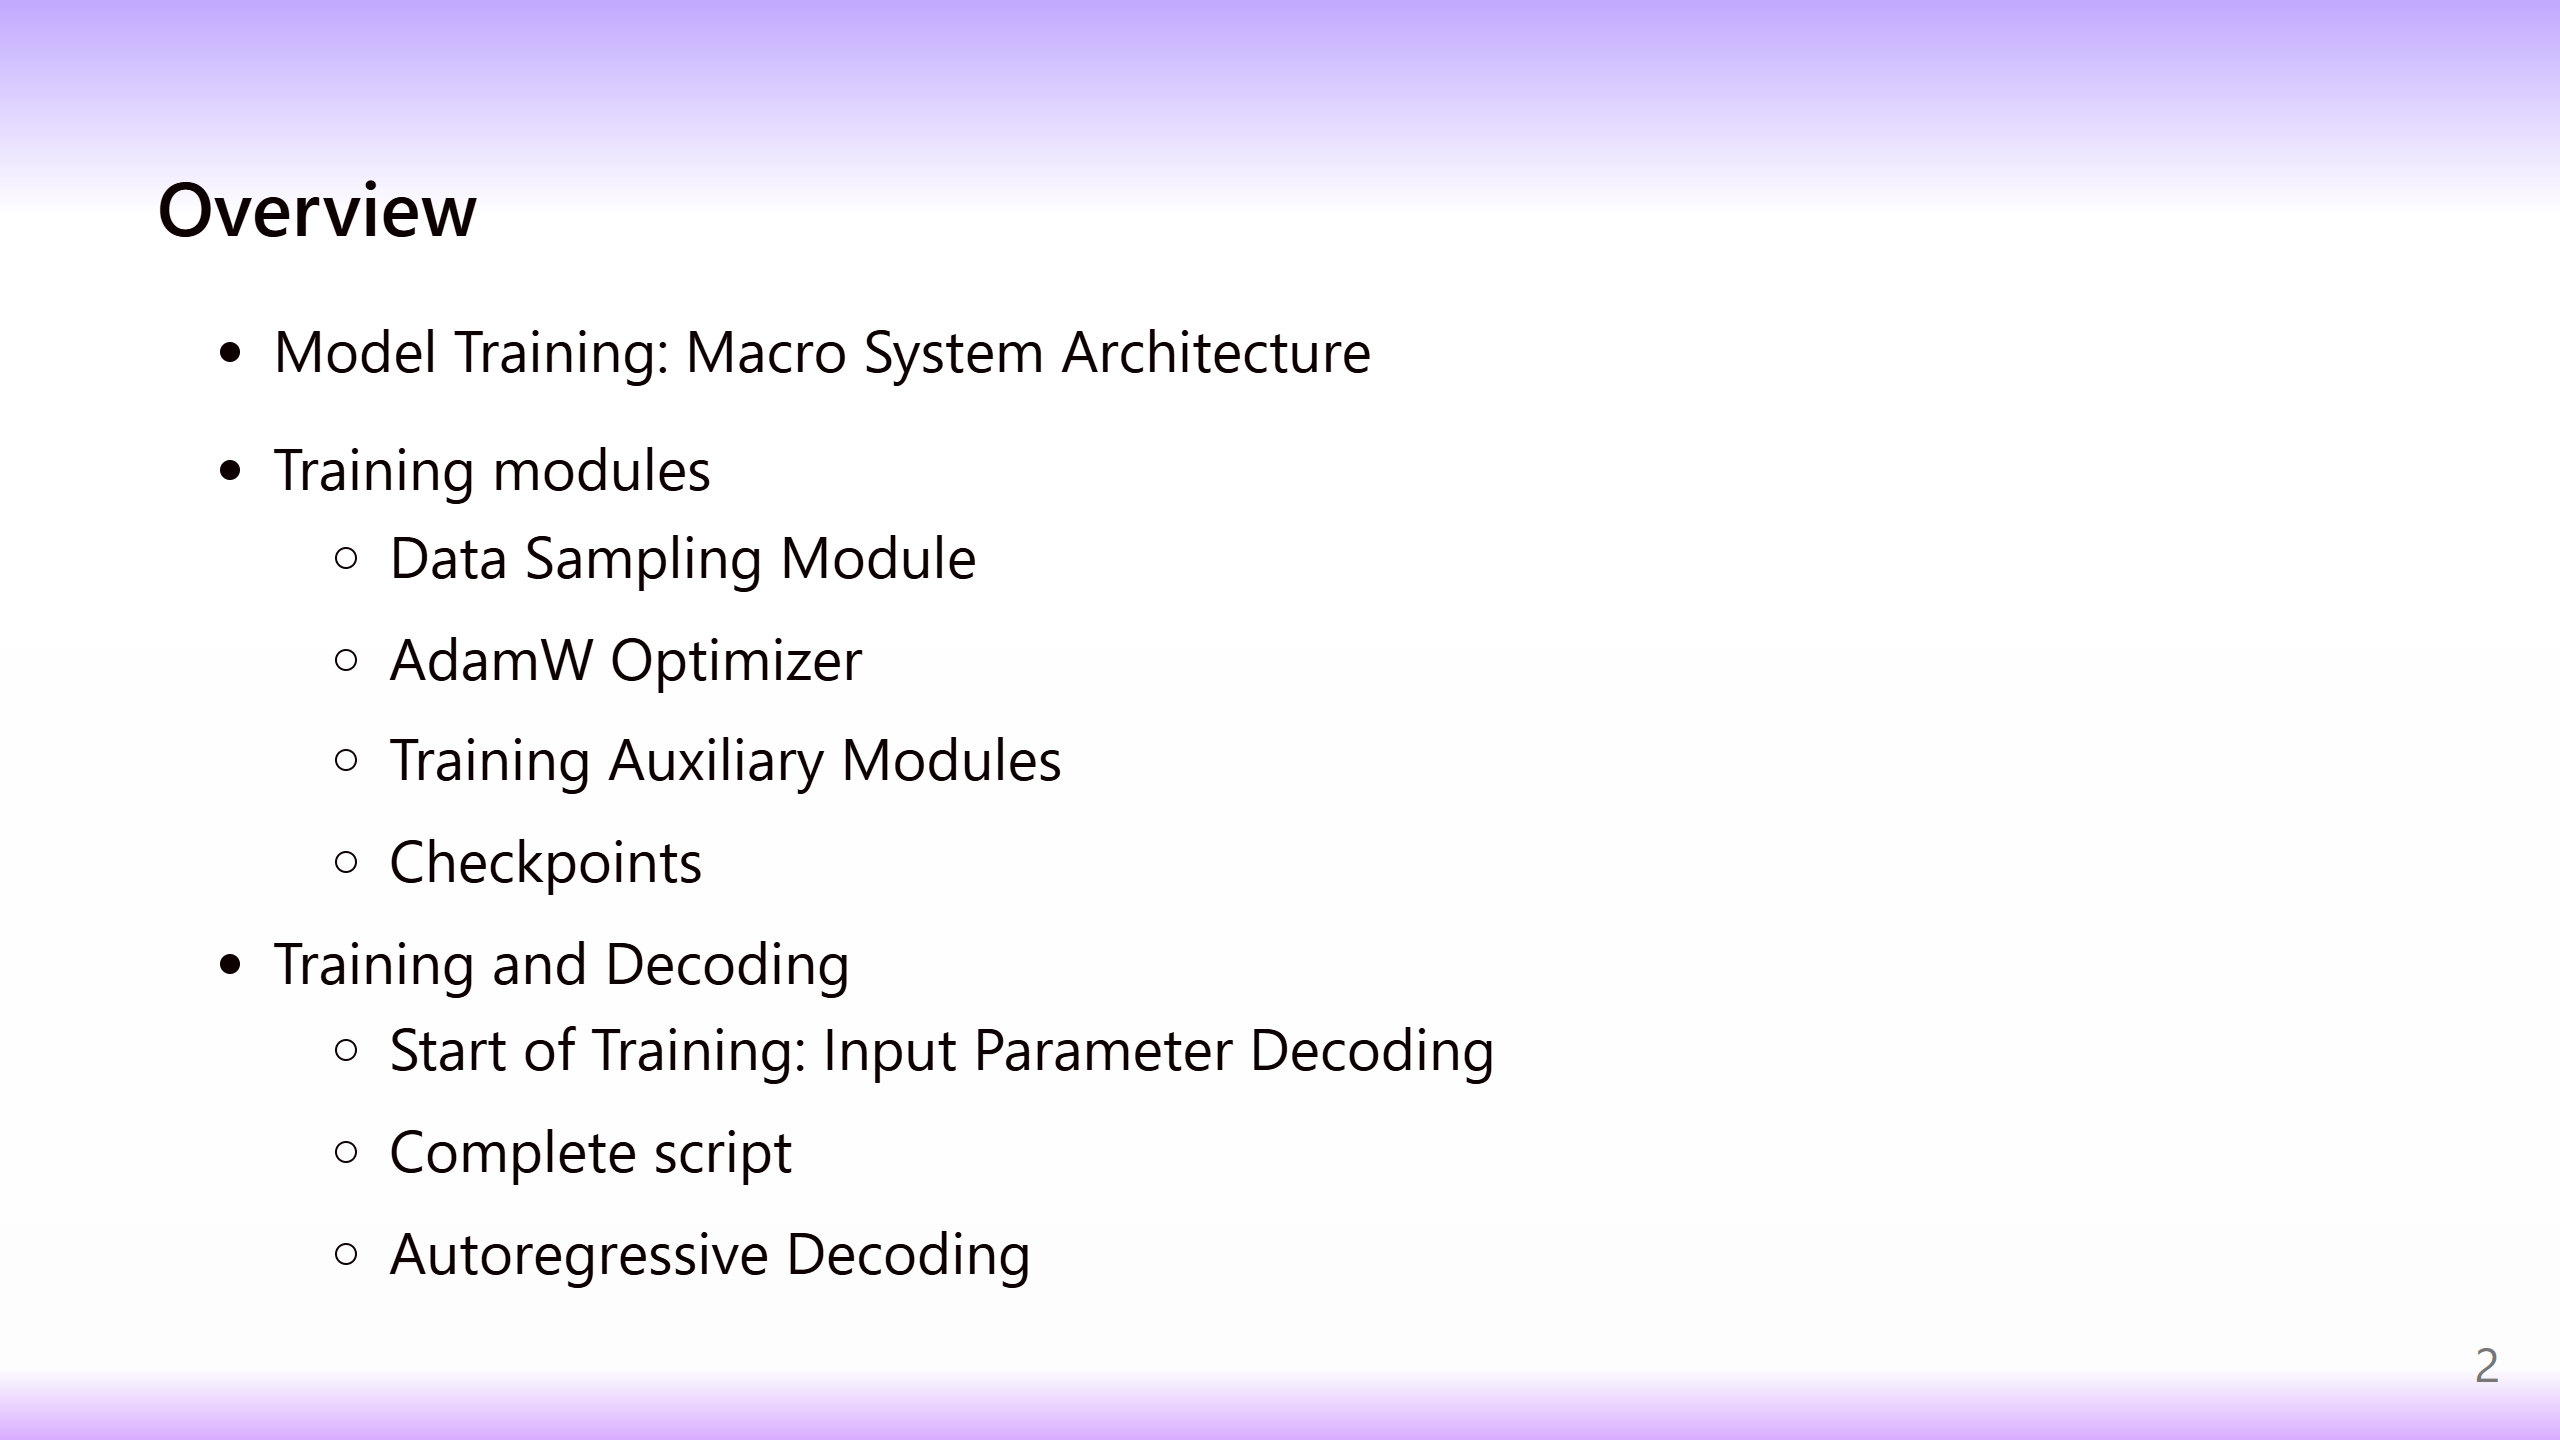 Overview
• Model Training: Macro System Architecture
• Training modules
○ Data Sampling Module
○ AdamW Optimizer
○ Training Auxiliary Modules
○ Checkpoints
• Training and Decoding
○ Start of Training: Input Parameter Decoding
○ Complete script
○ Autoregressive Decoding
2